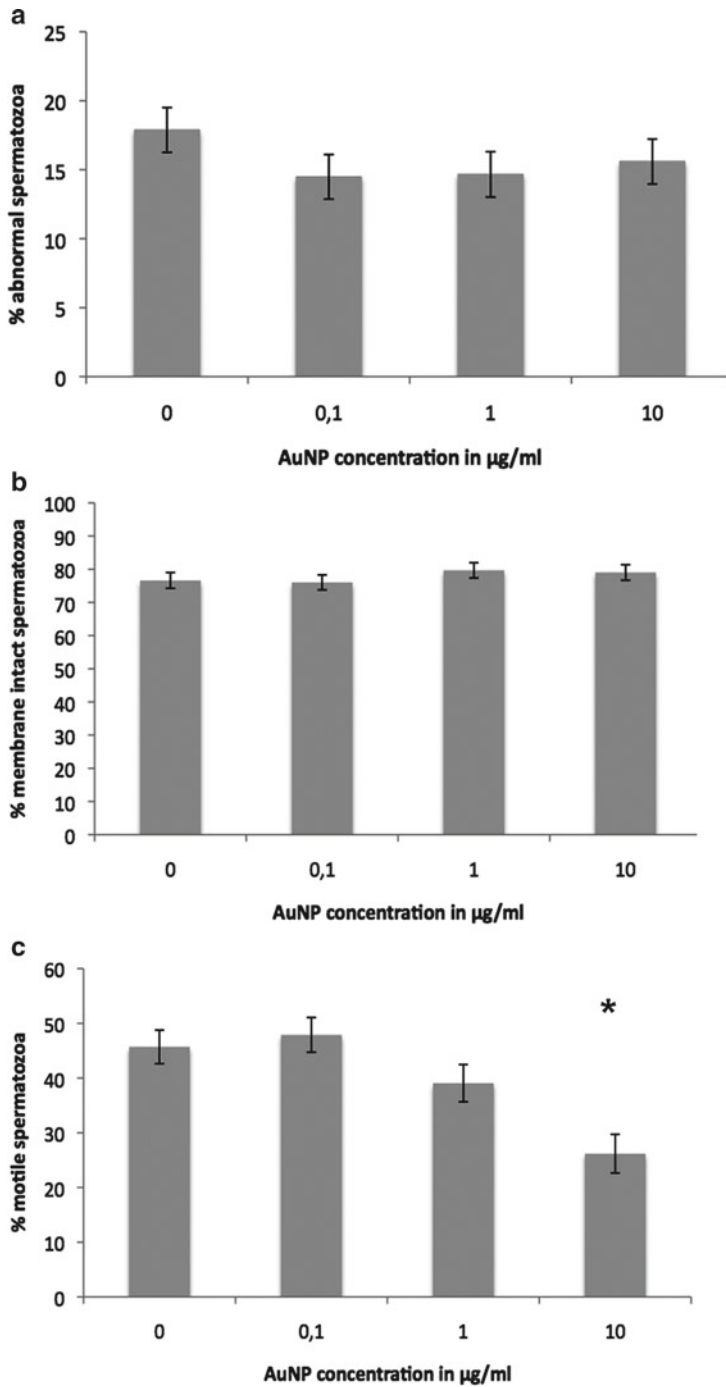 a
% abnormal spermatozoa
25
20
15
10
5
0
0 0,1 1 10
AuNP concentration in µg/ml
b
% membrane intact spermatozoa
100
90
80
70
60
50
40
30
20
10
0
0 0,1 1 10
AuNP concentration in µg/ml
c
% motile spermatozoa
60
50
40
30
20
10
0
*
0 0,1 1 10
AuNP concentration in µg/ml